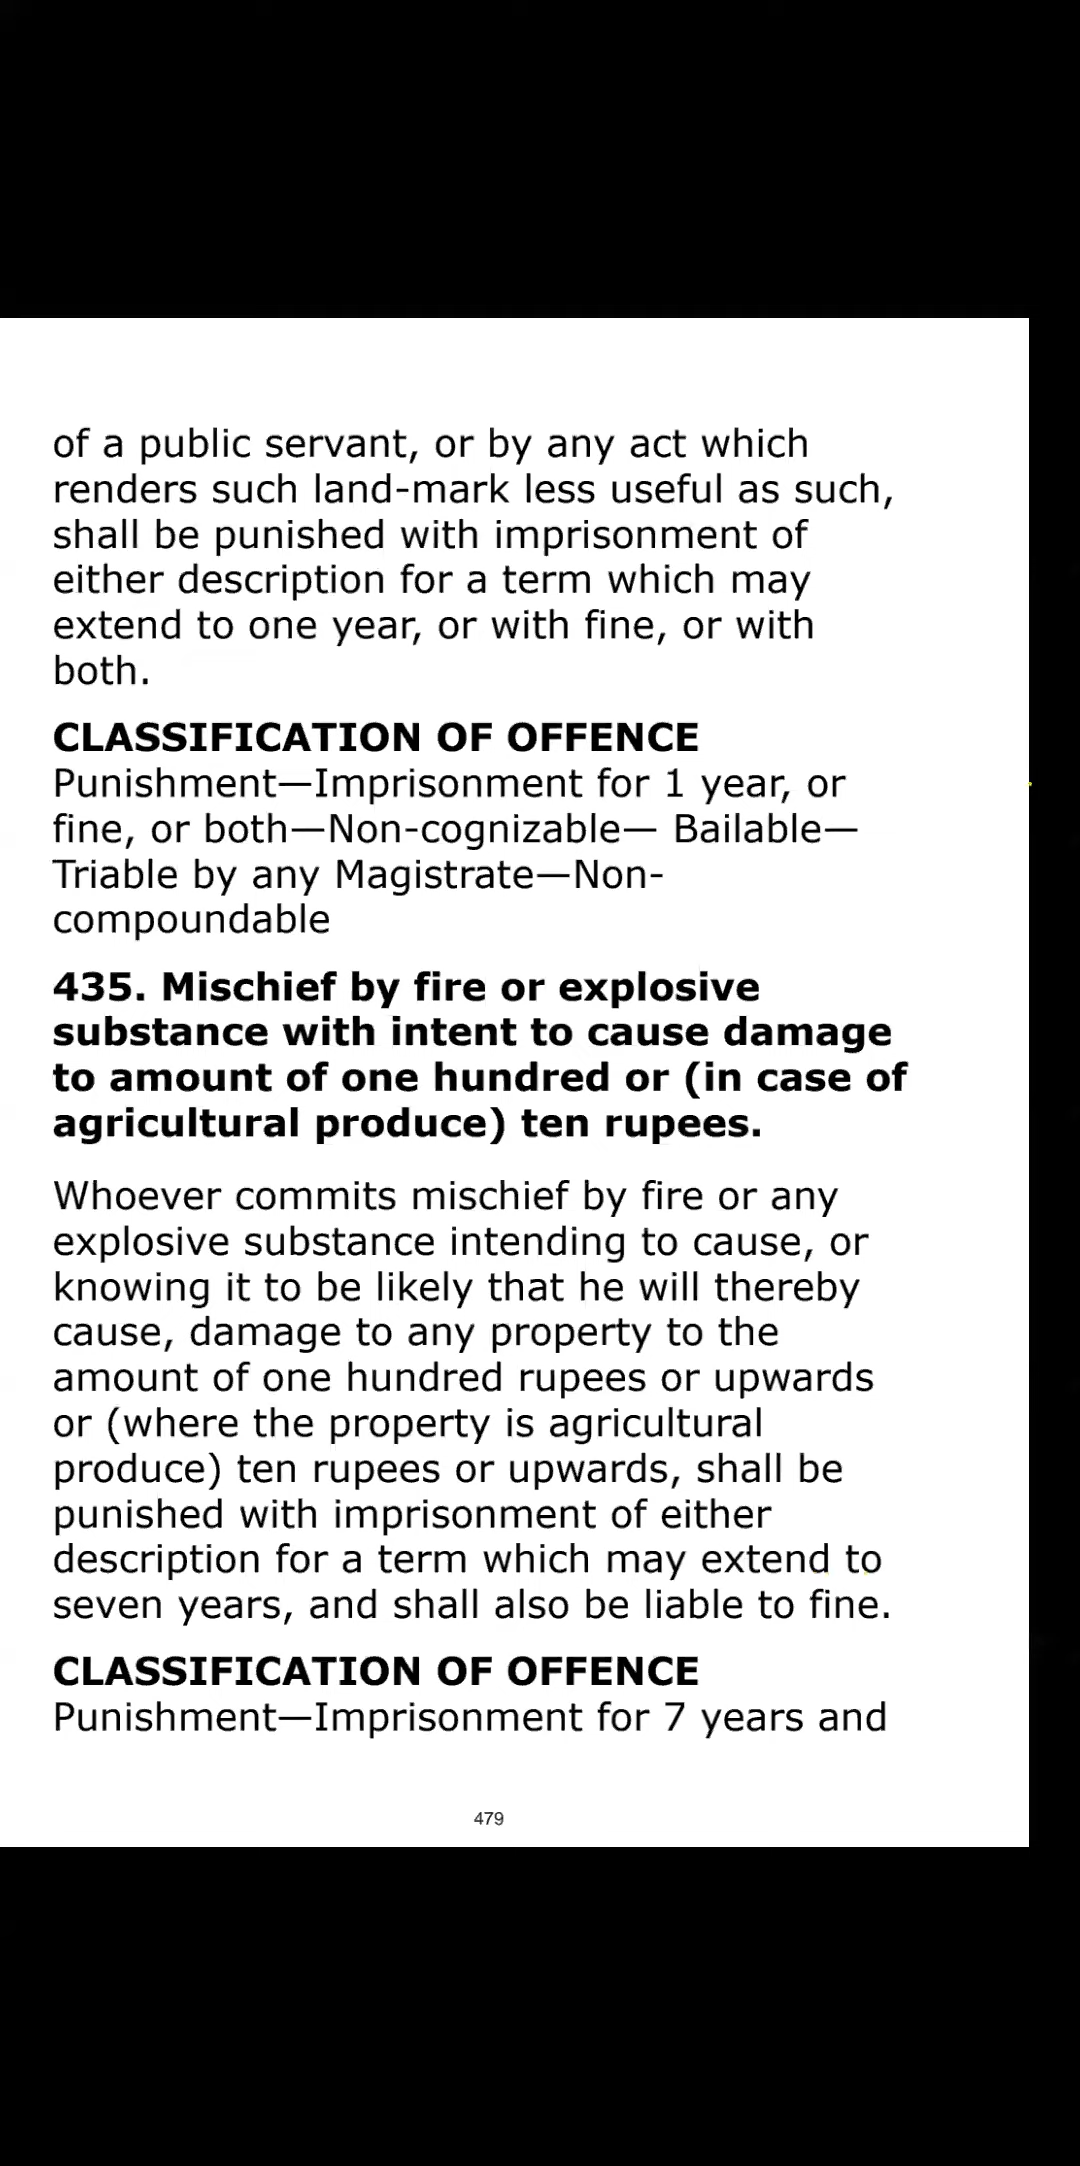 of a public servant, or by any act which
renders such land-mark less useful as such,
shall be punished with imprisonment of
either description for a term which may
extend to one year, or with fine, or with
both.
CLASSIFICATION OF OFFENCE
Punishment—Imprisonment for 1 year, or
fine, or both—Non-cognizable— Bailable—
Triable by any Magistrate—Non-
compoundable
435. Mischief by fire or explosive
substance with intent to cause damage
to amount of one hundred or (in case of
agricultural produce) ten rupees.
Whoever commits mischief by fire or any
explosive substance intending to cause, or
knowing it to be likely that he will thereby
cause, damage to any property to the
amount of one hundred rupees or upwards
or (where the property is agricultural
produce) ten rupees or upwards, shall be
punished with imprisonment of either
description for a term which may extend to
seven years, and shall also be liable to fine.
CLASSIFICATION OF OFFENCE
Punishment—Imprisonment for 7 years and
479